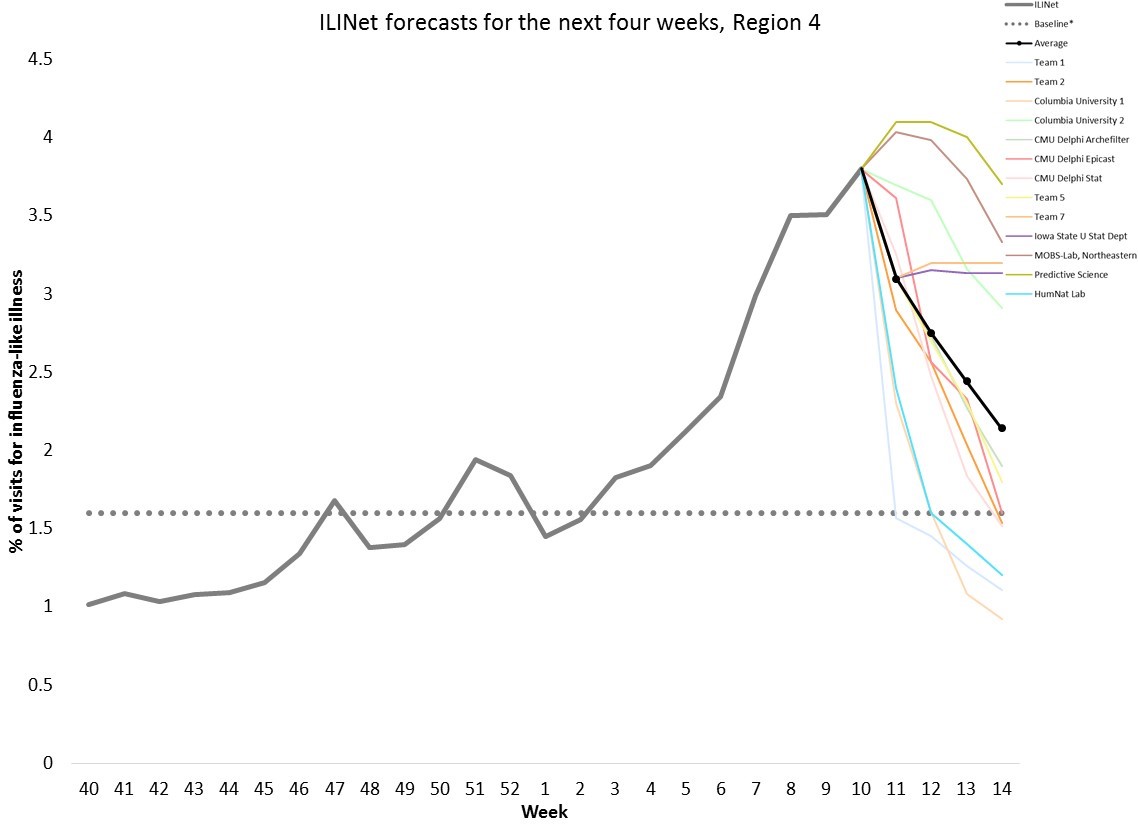 ILINet forecasts for the next four weeks, Region 4
ILINet
Baseline*
Average
Team 1
Team 2
Columbia University 1
Columbia University 2
CMU Delphi Archefilter
CMU Delphi Epicast
CMU Delphi Stat
Team 5
Team 7
Iowa State U Stat Dept
MOBS-Lab, Northeastern
Predictive Science
HumNat Lab
% of visits for influenza-like illness
4.5
4
3.5
3
2.5
2
1.5
1
0.5
0
40 41 42 43 44 45 46 47 48 49 50 51 52 1 2 3 4 5 6 7 8 9 10 11 12 13 14
Week